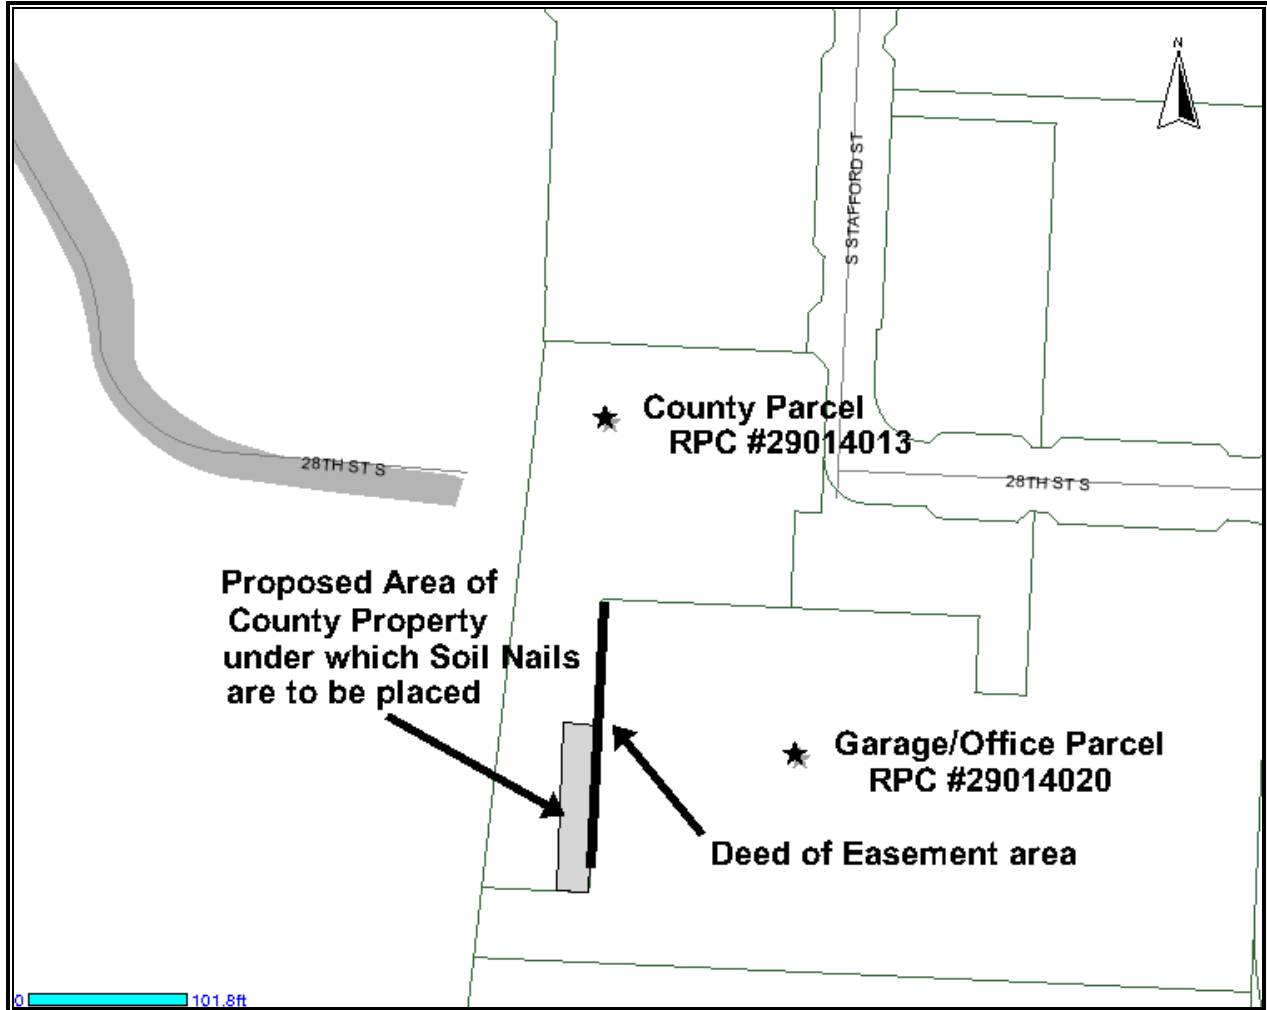 N
S STAFFORD ST
County Parcel
RPC #29014013
28TH ST S
28TH ST S
Proposed Area of
County Property
under which Soil Nails
are to be placed
Garage/Office Parcel
RPC #29014020
Deed of Easement area
0 101.8ft